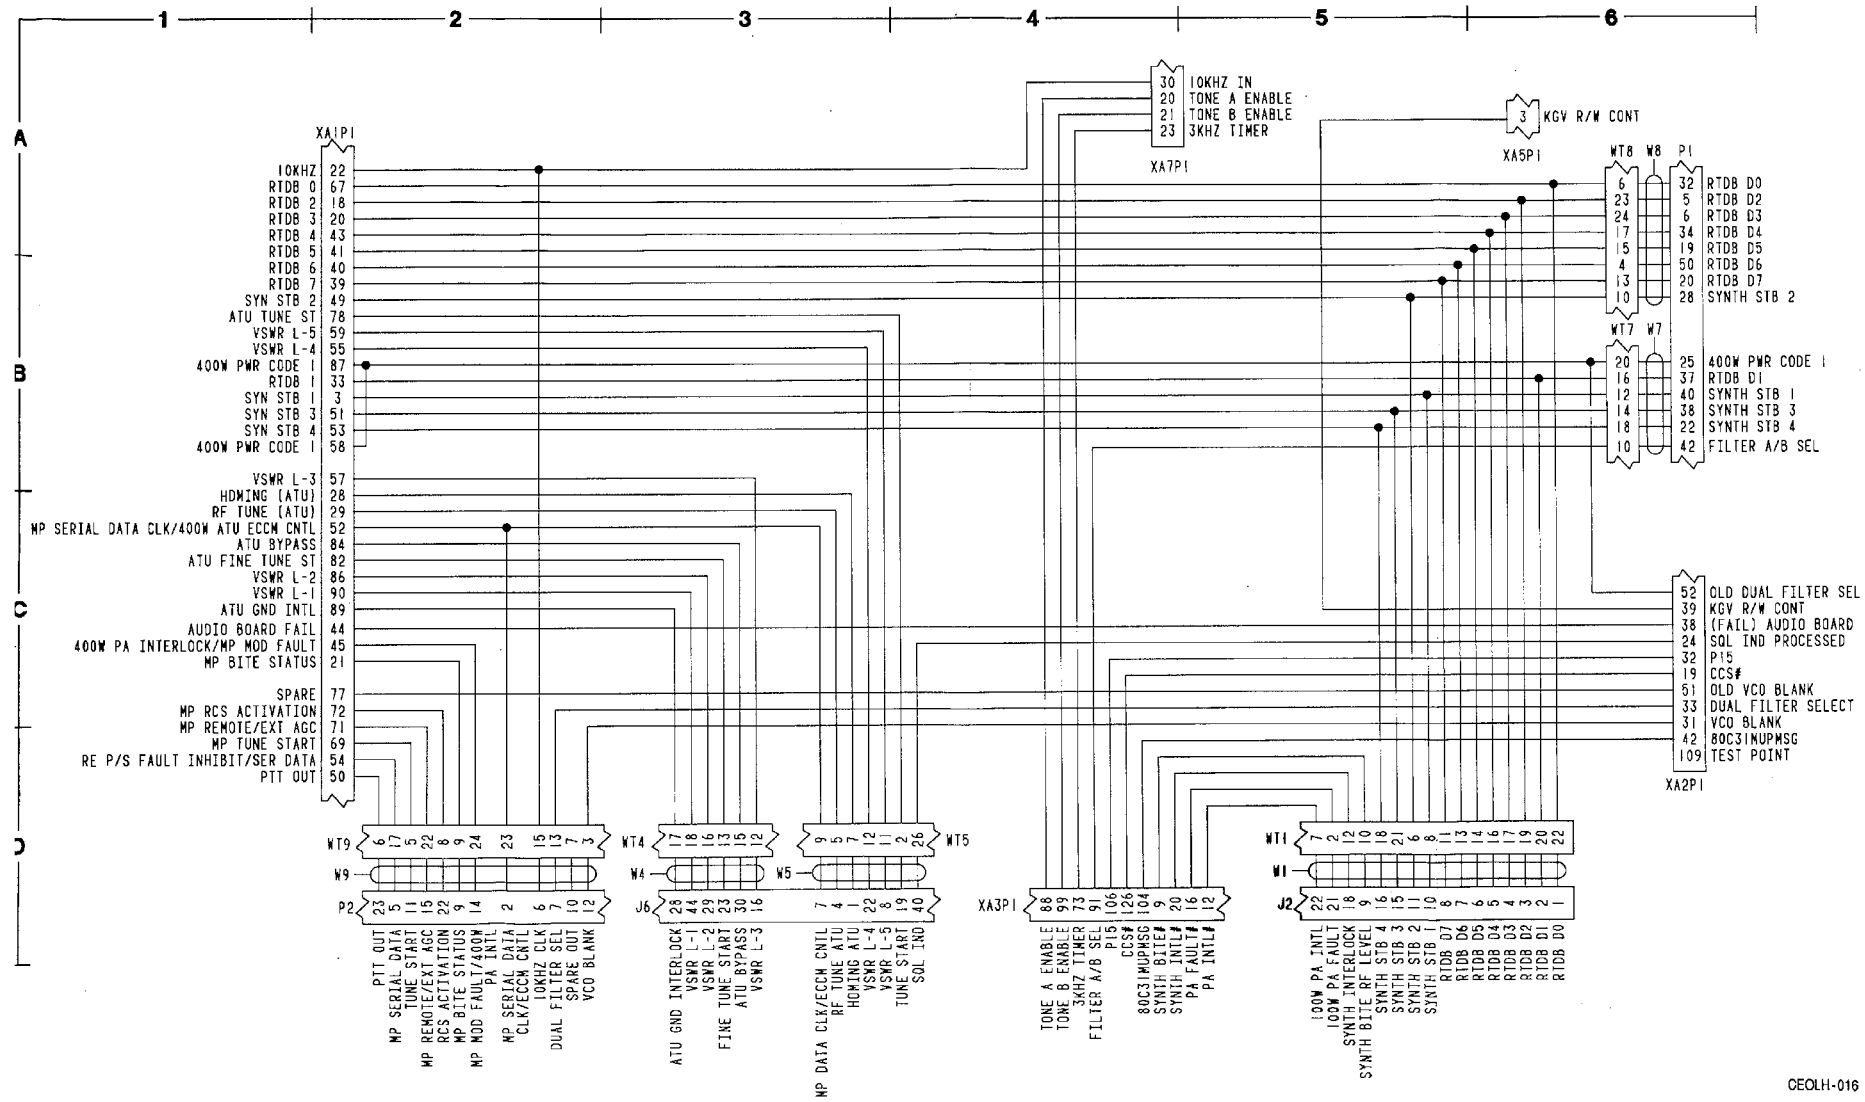 1 2 3 4 5 6
A
B
C
D
XA1P1
10KHZ 22
RTDB 0 67
RTDB 2 18
RTDB 3 20
RTDB 4 43
RTDB 5 41
RTDB 6 40
RTDB 7 39
SYN STB 2 49
ATU TUNE ST 78
VSWR L-5 59
VSWR L-4 55
400W PWR CODE 1 87
RTDB 1 33
SYN STB 1 3
SYN STB 3 51
SYN STB 4 53
400W PWR CODE 1 58
VSWR L-3 57
HOMING (ATU) 28
RF TUNE (ATU) 29
MP SERIAL DATA CLK/400W ATU ECCM CNTL 52
ATU BYPASS 84
ATU FINE TUNE ST 82
VSWR L-2 86
VSWR L-1 90
ATU GND INTL 89
AUDIO BOARD FAIL 44
400W PA INTERLOCK/MP MOD FAULT 45
MP BITE STATUS 21
SPARE 77
MP RCS ACTIVATION 72
MP REMOTE/EXT AGC 71
MP TUNE START 69
RE P/S FAULT INHIBIT/SER DATA 54
PTT OUT 50
30 10KHZ IN
20 TONE A ENABLE
21 TONE B ENABLE
23 3KHZ TIMER
XA7P1
3 KGV R/W CONT
XA5P1
WT8 W8 P1
6 32 RTDB D0
23 5 RTDB D2
24 6 RTDB D3
17 34 RTDB D4
15 19 RTDB D5
4 50 RTDB D6
13 20 RTDB D7
10 28 SYNTH STB 2
WT7 W7
20 25 400W PWR CODE 1
16 37 RTDB D1
12 40 SYNTH STB 1
14 38 SYNTH STB 3
18 22 SYNTH STB 4
10 42 FILTER A/B SEL
52 OLD DUAL FILTER SEL
39 KGV R/W CONT
38 (FAIL) AUDIO BOARD
24 SQL IND PROCESSED
32 P15
19 CCS#
51 OLD VCO BLANK
33 DUAL FILTER SELECT
31 VCO BLANK
42 80C31MUPMSG
109 TEST POINT
XA2P1
WT9 6 17 5 22 8 9 24 23 15 13 7 3
W9
P2 23 5 11 15 22 9 14 2 6 7 10 12
PTT OUT
MP SERIAL DATA
TUNE START
MP REMOTE/EXT AGC
RCS ACTIVATION
MP BITE STATUS
MP MOD FAULT/400W
PA INTL
MP SERIAL DATA
CLK/ECCM CNTL
10KHZ CLK
DUAL FILTER SEL
SPARE OUT
VCO BLANK
WT4 17 18 16 13 15 12
W4
J6 28 44 29 23 30 16
ATU GND INTERLOCK
VSWR L-1
VSWR L-2
FINE TUNE START
ATU BYPASS
VSWR L-3
9 5 7 12 11 2 26 WT5
W5
7 4 1 22 8 19 40
MP DATA CLK/ECCM CNTL
RF TUNE ATU
HOMING ATU
VSWR L-4
VSWR L-5
TUNE START
SQL IND
XA3P1 88 99 73 91 106 126 104 9 20 16 12
TONE A ENABLE
TONE B ENABLE
3KHZ TIMER
FILTER A/B SEL
P15
CCS#
80C31MUPMSG
SYNTH BITE#
SYNTH INTL#
PA FAULT#
PA INTL#
WT1 7 2 12 10 18 21 6 8 11 13 14 16 17 19 20 22
W1
J2 22 21 18 9 16 15 11 10 8 7 6 5 4 3 2 1
100W PA INTL
100W PA FAULT
SYNTH INTERLOCK
SYNTH BITE RF LEVEL
SYNTH STB 4
SYNTH STB 3
SYNTH STB 2
SYNTH STB 1
RTDB D7
RTDB D6
RTDB D5
RTDB D4
RTDB D3
RTDB D2
RTDB D1
RTDB D0
CEOLH-016